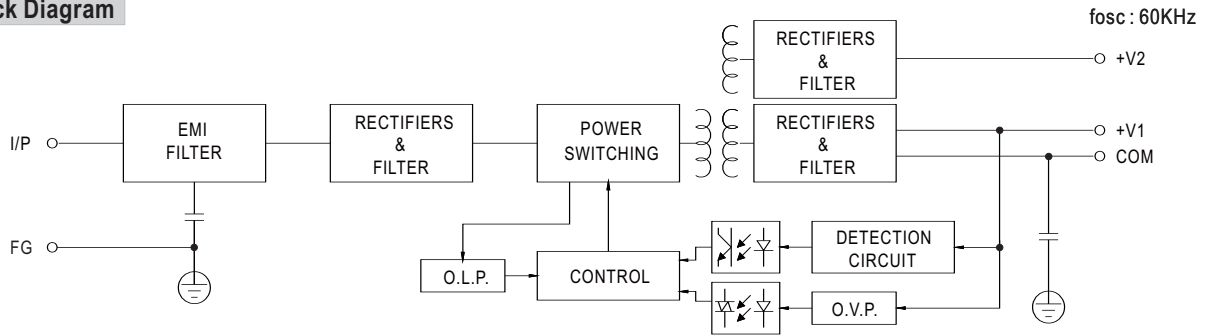 ck Diagram
fosc : 60KHz
RECTIFIERS
&
FILTER
+V2
I/P
EMI
FILTER
RECTIFIERS
&
FILTER
POWER
SWITCHING
RECTIFIERS
&
FILTER
+V1
COM
FG
O.L.P.
CONTROL
DETECTION
CIRCUIT
O.V.P.